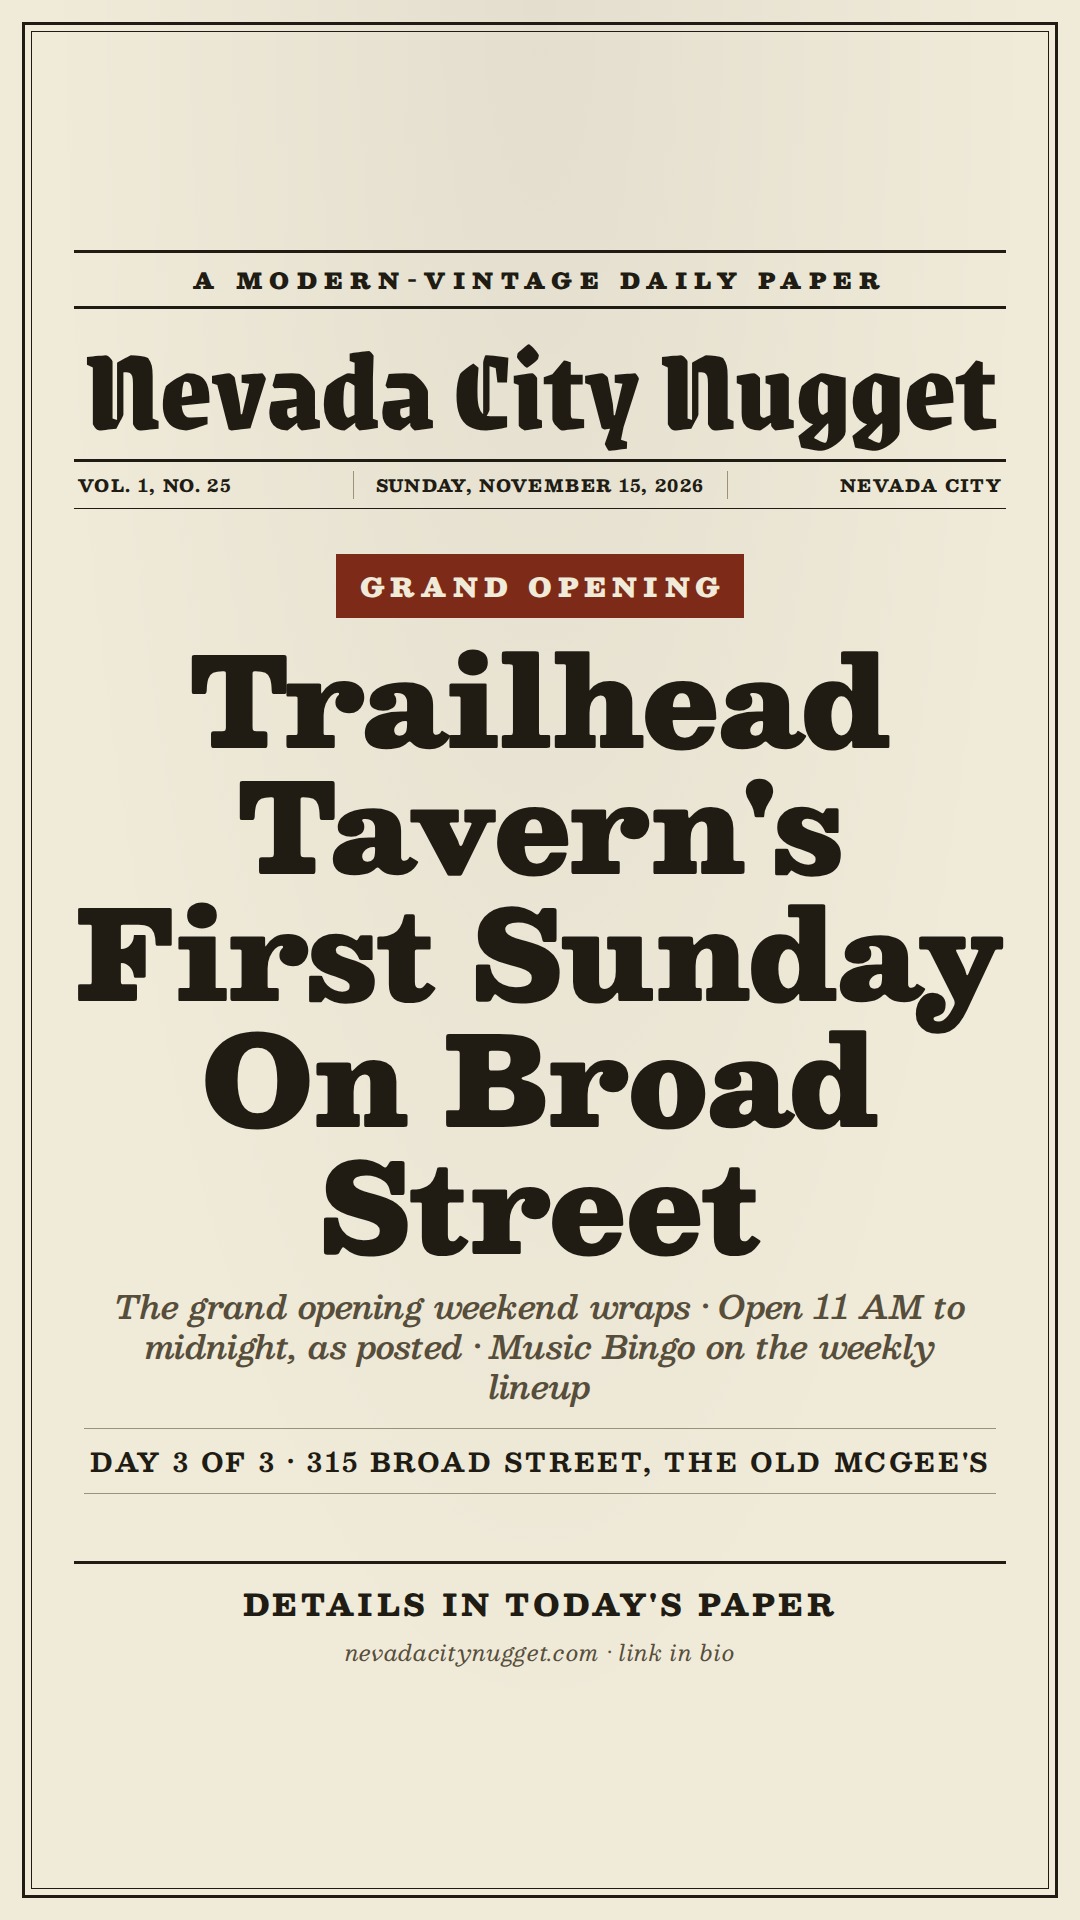 A MODERN-VINTAGE DAILY PAPER
Nevada City Nugget
VOL. 1, NO. 25
SUNDAY, NOVEMBER 15, 2026
NEVADA CITY
GRAND OPENING
Trailhead
Tavern's
First Sunday
On Broad
Street
The grand opening weekend wraps · Open 11 AM to
midnight, as posted · Music Bingo on the weekly
lineup
DAY 3 OF 3 · 315 BROAD STREET, THE OLD MCGEE'S
DETAILS IN TODAY'S PAPER
nevadacitynugget.com · link in bio